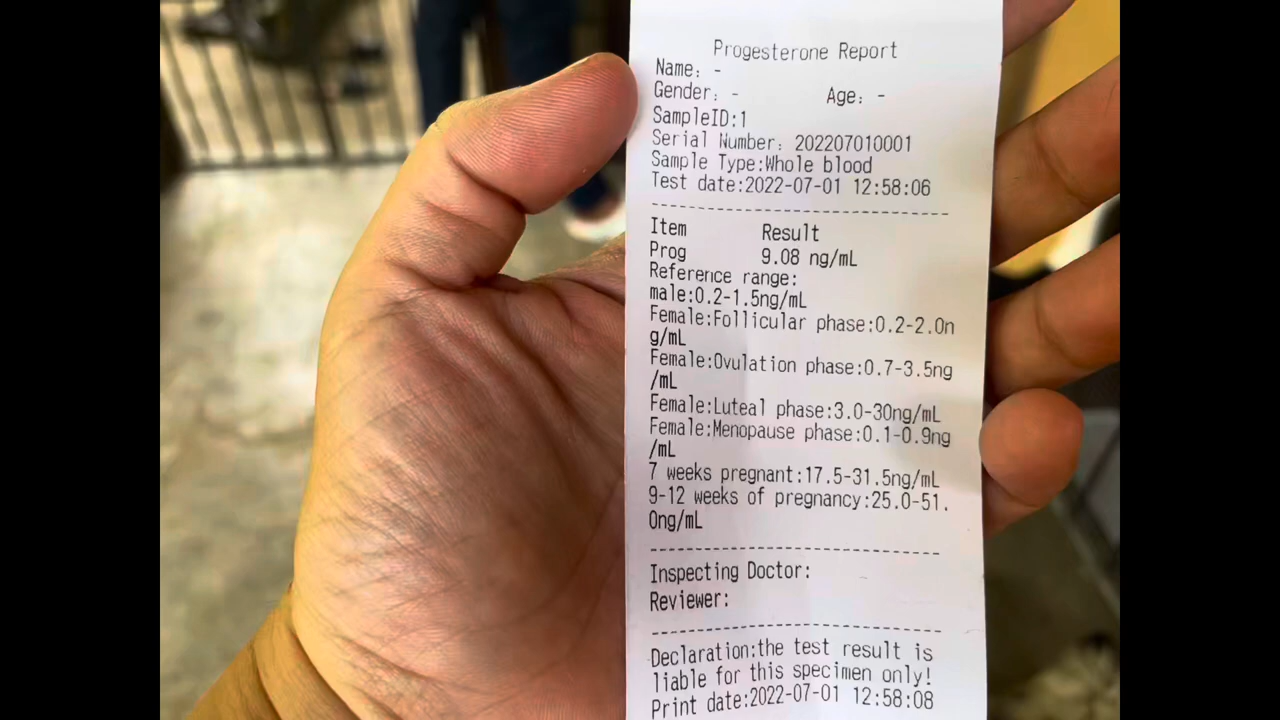 Progesterone Report
Name: -
Gender: - Age: -
SampleID:1
Serial Number: 202207010001
Sample Type:Whole blood
Test date:2022-07-01 12:58:06
Item Result
Prog 9.08 ng/mL
Reference range:
male:0.2-1.5ng/mL
Female:Follicular phase:0.2-2.0n
g/mL
Female:Ovulation phase:0.7-3.5ng
/mL
Female:Luteal phase:3.0-30ng/mL
Female:Menopause phase:0.1-0.9ng
/mL
7 weeks pregnant:17.5-31.5ng/mL
9-12 weeks of pregnancy:25.0-51.
0ng/mL
Inspecting Doctor:
Reviewer:
Declaration:the test result is
liable for this specimen only!
Print date:2022-07-01 12:58:08